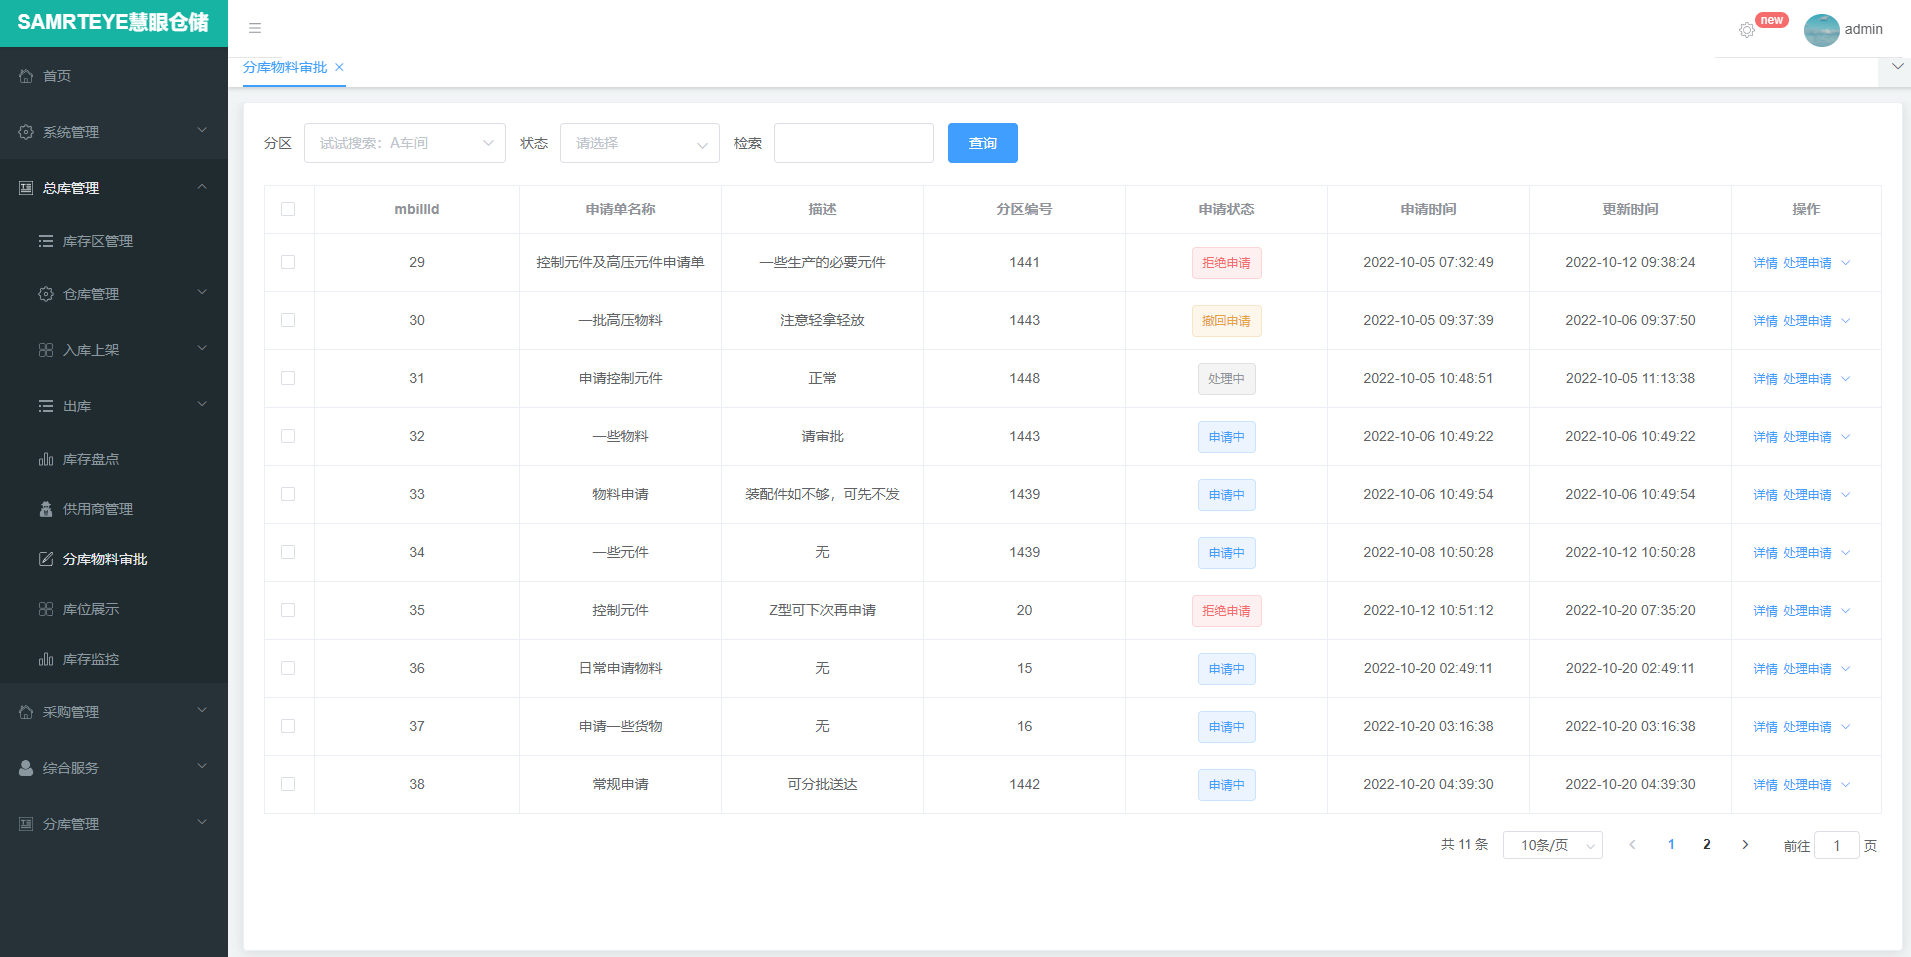 SAMRTEYE慧眼仓储
new
admin
首页
系统管理
总库管理
库存区管理
仓库管理
入库上架
出库
库存盘点
供用商管理
分库物料审批
库位展示
库存监控
采购管理
综合服务
分库管理
分库物料审批
分区 试试搜索：A车间 状态 请选择 检索 查询
mbillId 申请单名称 描述 分区编号 申请状态 申请时间 更新时间 操作
29 控制元件及高压元件申请单 一些生产的必要元件 1441 拒绝申请 2022-10-05 07:32:49 2022-10-12 09:38:24 详情 处理申请
30 一批高压物料 注意轻拿轻放 1443 撤回申请 2022-10-05 09:37:39 2022-10-06 09:37:50 详情 处理申请
31 申请控制元件 正常 1448 处理中 2022-10-05 10:48:51 2022-10-05 11:13:38 详情 处理申请
32 一些物料 请审批 1443 申请中 2022-10-06 10:49:22 2022-10-06 10:49:22 详情 处理申请
33 物料申请 装配件如不够，可先不发 1439 申请中 2022-10-06 10:49:54 2022-10-06 10:49:54 详情 处理申请
34 一些元件 无 1439 申请中 2022-10-08 10:50:28 2022-10-12 10:50:28 详情 处理申请
35 控制元件 Z型可下次再申请 20 拒绝申请 2022-10-12 10:51:12 2022-10-20 07:35:20 详情 处理申请
36 日常申请物料 无 15 申请中 2022-10-20 02:49:11 2022-10-20 02:49:11 详情 处理申请
37 申请一些货物 无 16 申请中 2022-10-20 03:16:38 2022-10-20 03:16:38 详情 处理申请
38 常规申请 可分批送达 1442 申请中 2022-10-20 04:39:30 2022-10-20 04:39:30 详情 处理申请
共 11 条 10条/页 1 2 前往 1 页